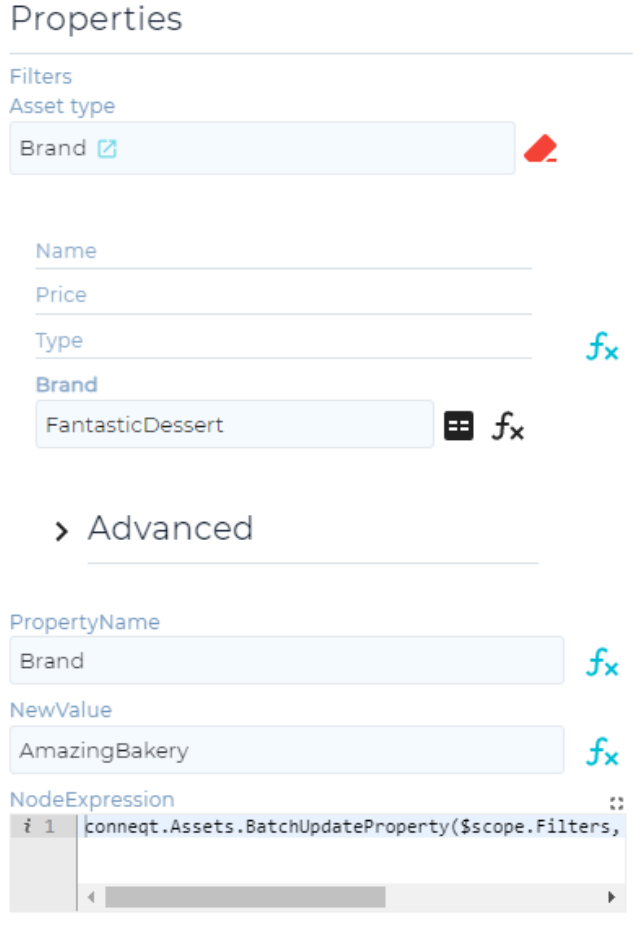 Properties
Filters
Asset type
Brand
Name
Price
Type
Brand
FantasticDessert
Advanced
PropertyName
Brand
NewValue
AmazingBakery
NodeExpression
i 1 conneqt.Assets.BatchUpdateProperty($scope.Filters,